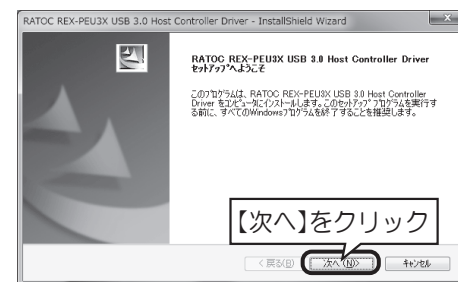 RATOC REX-PEU3X USB 3.0 Host Controller Driver - InstallShield Wizard
RATOC REX-PEU3X USB 3.0 Host Controller Driver
セットアップへようこそ
このプログラムは、RATOC REX-PEU3X USB 3.0 Host Controller
Driver をコンピュータにインストールします。このセットアップ プログラムを実行す
る前に、すべてのWindowsプログラムを終了することを推奨します。
【次へ】をクリック
< 戻る(B) 次へ(N)> キャンセル